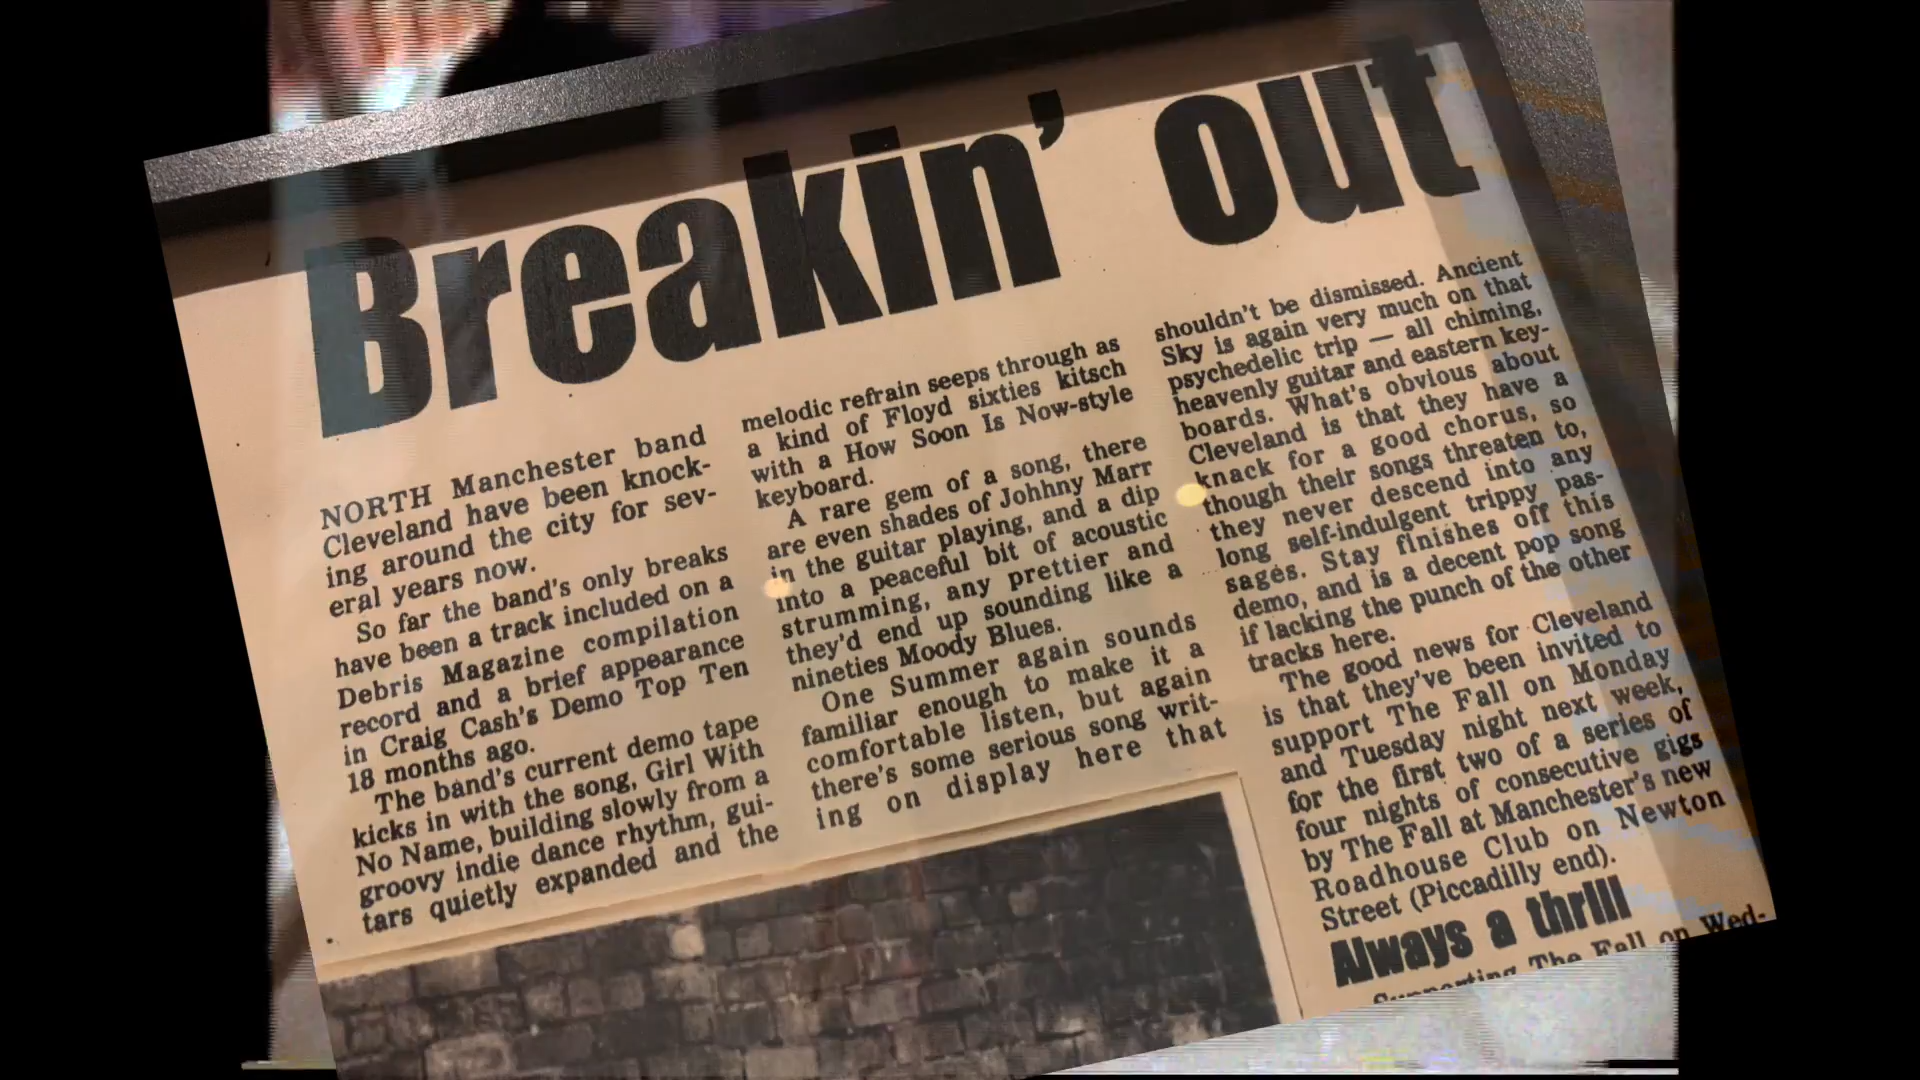 Breakin' out
NORTH Manchester band
Cleveland have been knock-
ing around the city for sev-
eral years now.
So far the band's only breaks
have been a track included on a
Debris Magazine compilation
record and a brief appearance
in Craig Cash's Demo Top Ten
18 months ago.
The band's current demo tape
kicks in with the song, Girl With
No Name, building slowly from a
groovy indie dance rhythm, gui-
tars quietly expanded and the
melodic refrain seeps through as
a kind of Floyd sixties kitsch
with a How Soon Is Now-style
keyboard.
A rare gem of a song, there
are even shades of Johhny Marr
in the guitar playing, and a dip
into a peaceful bit of acoustic
strumming, any prettier and
they'd end up sounding like a
nineties Moody Blues.
One Summer again sounds
familiar enough to make it a
comfortable listen, but again
there's some serious song writ-
ing on display here that
shouldn't be dismissed. Ancient
Sky is again very much on that
psychedelic trip — all chiming,
heavenly guitar and eastern key-
boards. What's obvious about
Cleveland is that they have a
knack for a good chorus, so
though their songs threaten to,
they never descend into any
long self-indulgent trippy pas-
sages. Stay finishes off this
demo, and is a decent pop song
if lacking the punch of the other
tracks here.
The good news for Cleveland
is that they've been invited to
support The Fall on Monday
and Tuesday night next week,
for the first two of a series of
four nights of consecutive gigs
by The Fall at Manchester's new
Roadhouse Club on Newton
Street (Piccadilly end).
Always a thrill
Supporting The Fall on Wed-